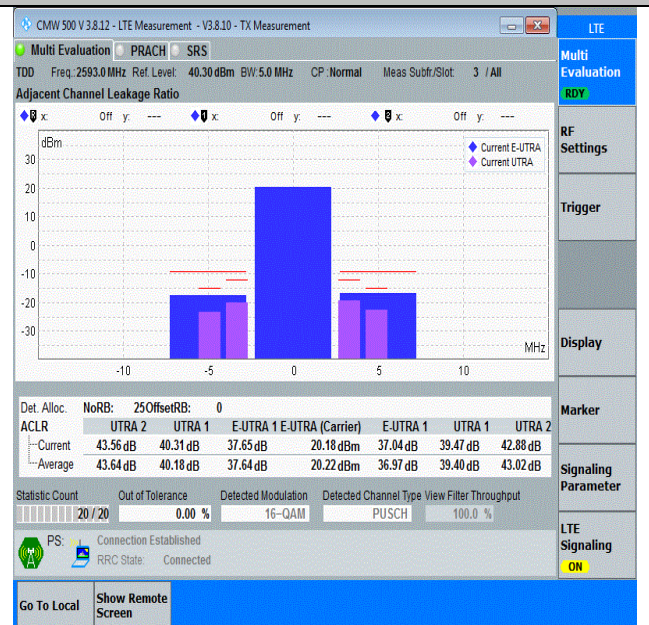 CMW 500 V 3.8.12 - LTE Measurement - V3.8.10 - TX Measurement
LTE
Multi Evaluation PRACH SRS
TDD Freq.:2593.0 MHz Ref. Level: 40.30 dBm BW:5.0 MHz CP :Normal Meas Subfr./Slot: 3 / All
Adjacent Channel Leakage Ratio
x: Off y: --- x: Off y: --- x: Off y: ---
dBm
Current E-UTRA
Current UTRA
30
20
10
0
-10
-20
-30
MHz
-10 -5 0 5 10
Det. Alloc. NoRB: 25OffsetRB: 0
ACLR UTRA 2 UTRA 1 E-UTRA 1 E-UTRA (Carrier) E-UTRA 1 UTRA 1 UTRA 2
Current 43.56 dB 40.31 dB 37.65 dB 20.18 dBm 37.04 dB 39.47 dB 42.88 dB
Average 43.64 dB 40.18 dB 37.64 dB 20.22 dBm 36.97 dB 39.40 dB 43.02 dB
Statistic Count Out of Tolerance Detected Modulation Detected Channel Type View Filter Throughput
20 / 20 0.00 % 16-QAM PUSCH 100.0 %
PS: Connection Established
RRC State: Connected
Multi
Evaluation
RDY
RF
Settings
Trigger
Display
Marker
Signaling
Parameter
LTE
Signaling
ON
Go To Local
Show Remote
Screen